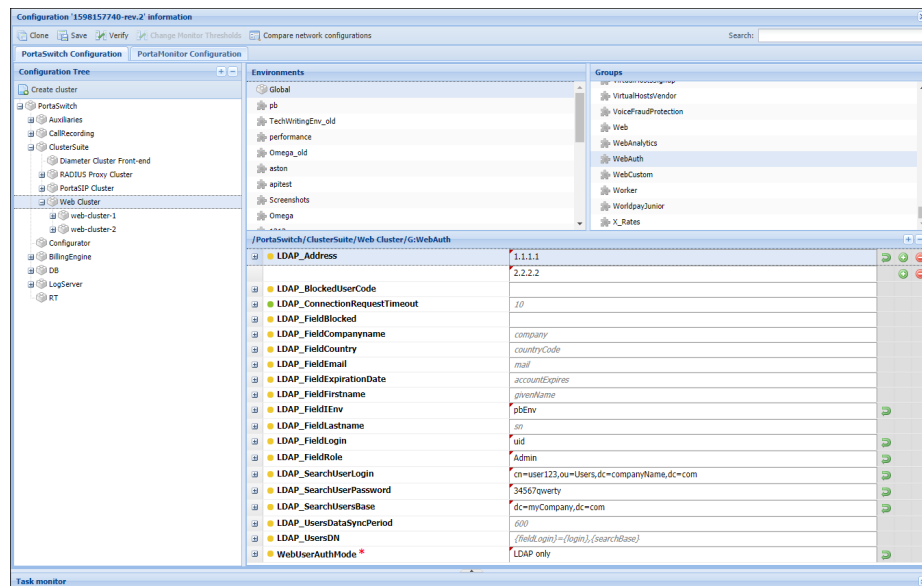 Configuration '1598157740-rev.2' information
Clone Save Verify Change Monitor Thresholds Compare network configurations Search:
PortaSwitch Configuration PortaMonitor Configuration
Configuration Tree
Create cluster
PortaSwitch
Auxiliaries
CallRecording
ClusterSuite
Diameter Cluster Front-end
RADIUS Proxy Cluster
PortaSIP Cluster
Web Cluster
web-cluster-1
web-cluster-2
Configurator
BillingEngine
DB
LogServer
RT
Environments
Global
pb
TechWritingEnv_old
performance
Omega_old
aston
apitest
Screenshots
Omega
Groups
VirtualHostsSignup
VirtualHostsVendor
VoiceFraudProtection
Web
WebAnalytics
WebAuth
WebCustom
Worker
WorldpayJunior
X_Rates
/PortaSwitch/ClusterSuite/Web Cluster/G:WebAuth
LDAP_Address 1.1.1.1
2.2.2.2
LDAP_BlockedUserCode
LDAP_ConnectionRequestTimeout 10
LDAP_FieldBlocked
LDAP_FieldCompanyname company
LDAP_FieldCountry countryCode
LDAP_FieldEmail mail
LDAP_FieldExpirationDate accountExpires
LDAP_FieldFirstname givenName
LDAP_FieldIEnv pbEnv
LDAP_FieldLastname sn
LDAP_FieldLogin uid
LDAP_FieldRole Admin
LDAP_SearchUserLogin cn=user123,ou=Users,dc=companyName,dc=com
LDAP_SearchUserPassword 34567qwerty
LDAP_SearchUsersBase dc=myCompany,dc=com
LDAP_UsersDataSyncPeriod 600
LDAP_UsersDN {fieldLogin}={login},{searchBase}
WebUserAuthMode * LDAP only
Task monitor